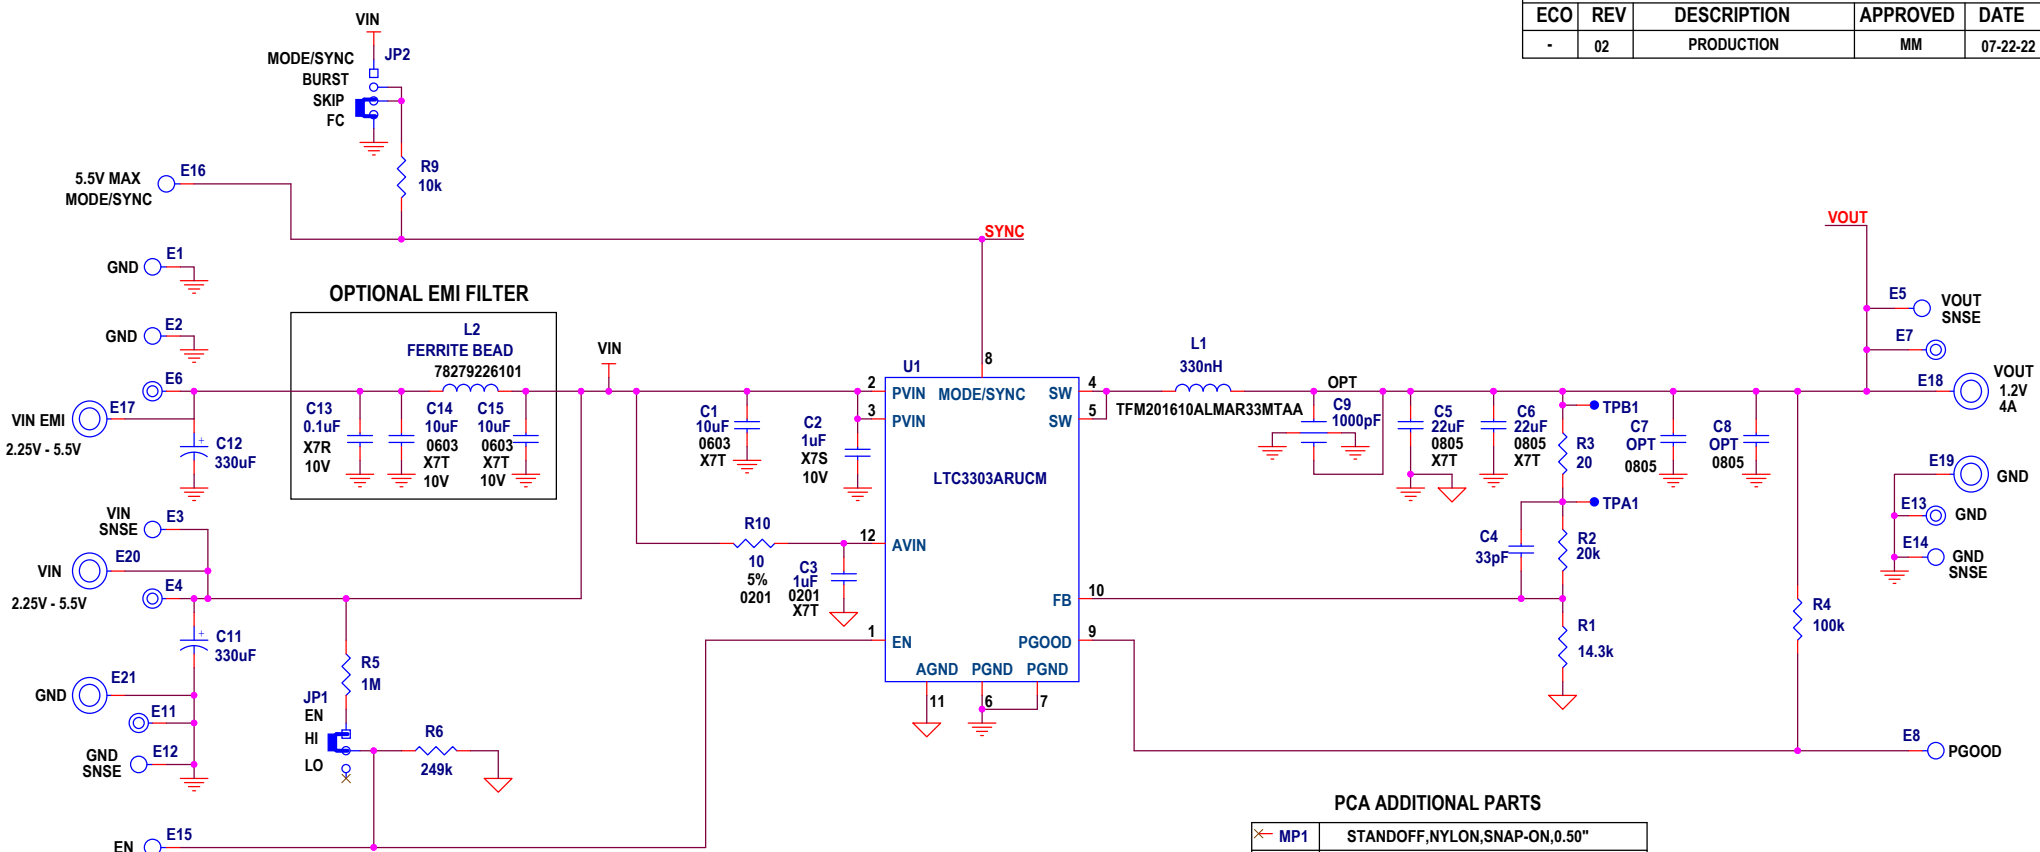 ECO REV DESCRIPTION APPROVED DATE
- 02 PRODUCTION MM 07-22-22
VIN
JP2
MODE/SYNC
BURST
SKIP
FC
R9
10k
5.5V MAX
MODE/SYNC
E16
SYNC
GND
E1
GND
E2
OPTIONAL EMI FILTER
L2
FERRITE BEAD
78279226101
C13
0.1uF
X7R
10V
C14
10uF
0603
X7T
10V
C15
10uF
0603
X7T
10V
E6
VIN EMI
E17
2.25V - 5.5V
+
C12
330uF
VIN
SNSE
E3
VIN
E20
2.25V - 5.5V
E4
+
C11
330uF
GND
E21
E11
GND
SNSE
E12
EN
E15
R5
1M
JP1
EN
HI
LO
R6
249k
VIN
C1
10uF
0603
X7T
C2
1uF
X7S
10V
R10
10
5%
0201
C3
1uF
0201
X7T
U1
LTC3303ARUCM
2 PVIN
3 PVIN
MODE/SYNC
8
SW 4
SW 5
12 AVIN
FB 10
1 EN
PGOOD 9
AGND PGND PGND
11 6 7
L1
330nH
TFM201610ALMAR33MTAA
OPT
C9
1000pF
C5
22uF
0805
X7T
C6
22uF
0805
X7T
TPB1
R3
20
TPA1
C4
33pF
R2
20k
R1
14.3k
C7
OPT
0805
C8
OPT
0805
R4
100k
VOUT
E5
VOUT
SNSE
E7
E18
VOUT
1.2V
4A
E19
GND
E13
GND
E14
GND
SNSE
E8
PGOOD
PCA ADDITIONAL PARTS
MP1 STANDOFF,NYLON,SNAP-ON,0.50"